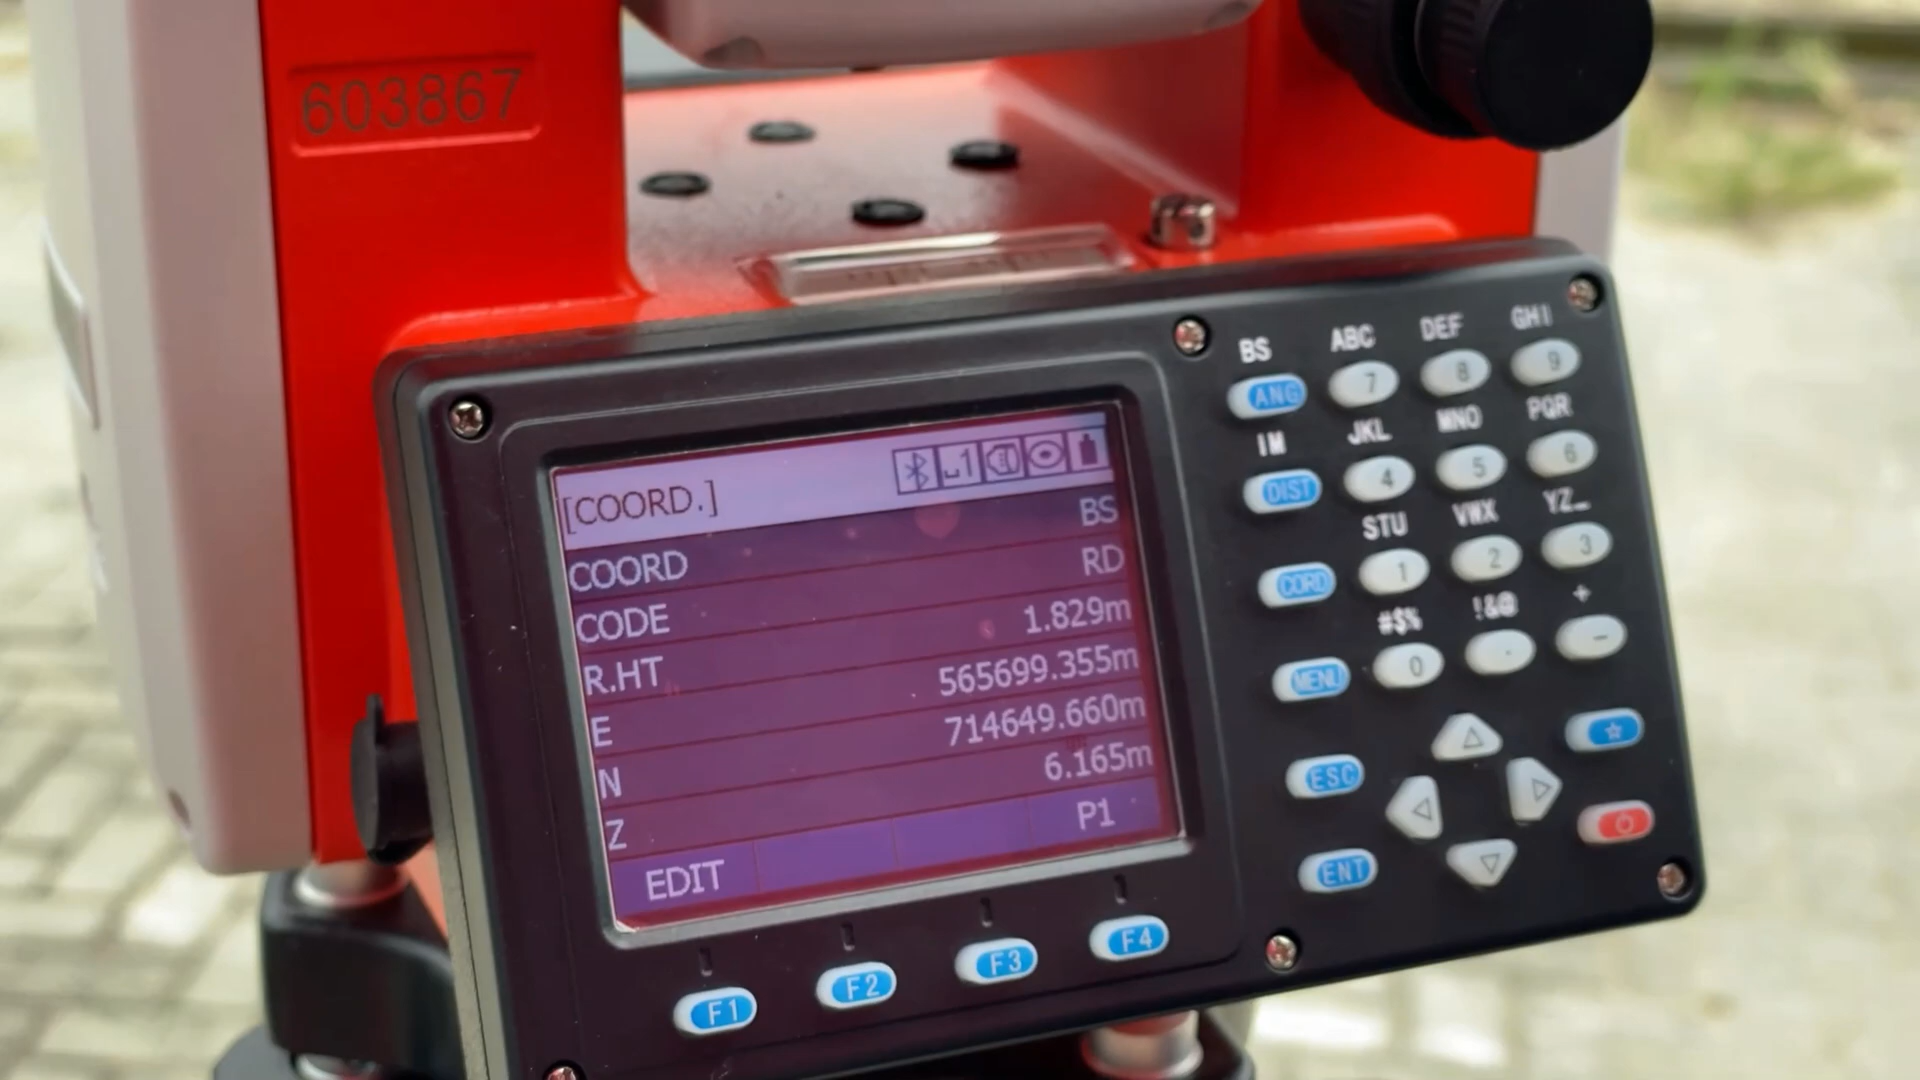 603867
[COORD.]
COORD BS
CODE RD
R.HT 1.829m
E 565699.355m
N 714649.660m
Z 6.165m
EDIT P1
F1 F2 F3 F4
BS ABC DEF GHI
ANG 7 8 9
IM JKL MNO PQR
DIST 4 5 6
STU VWX YZ_
CORD 1 2 3
#$% !&@ +
MENU 0 . -
ESC
ENT